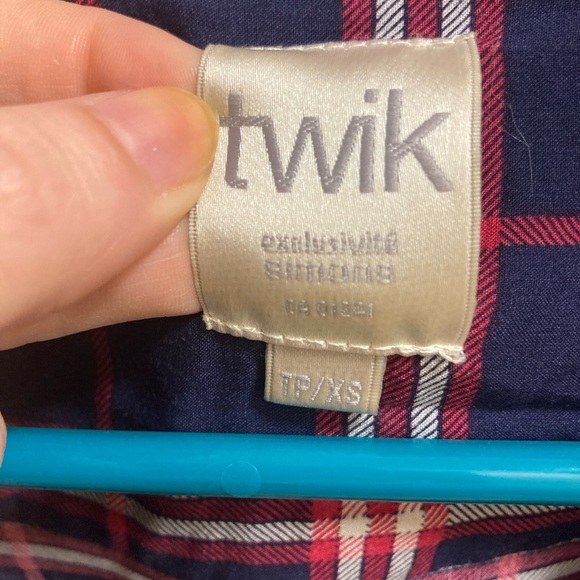 twik
exclusivité
simons
TP/XS